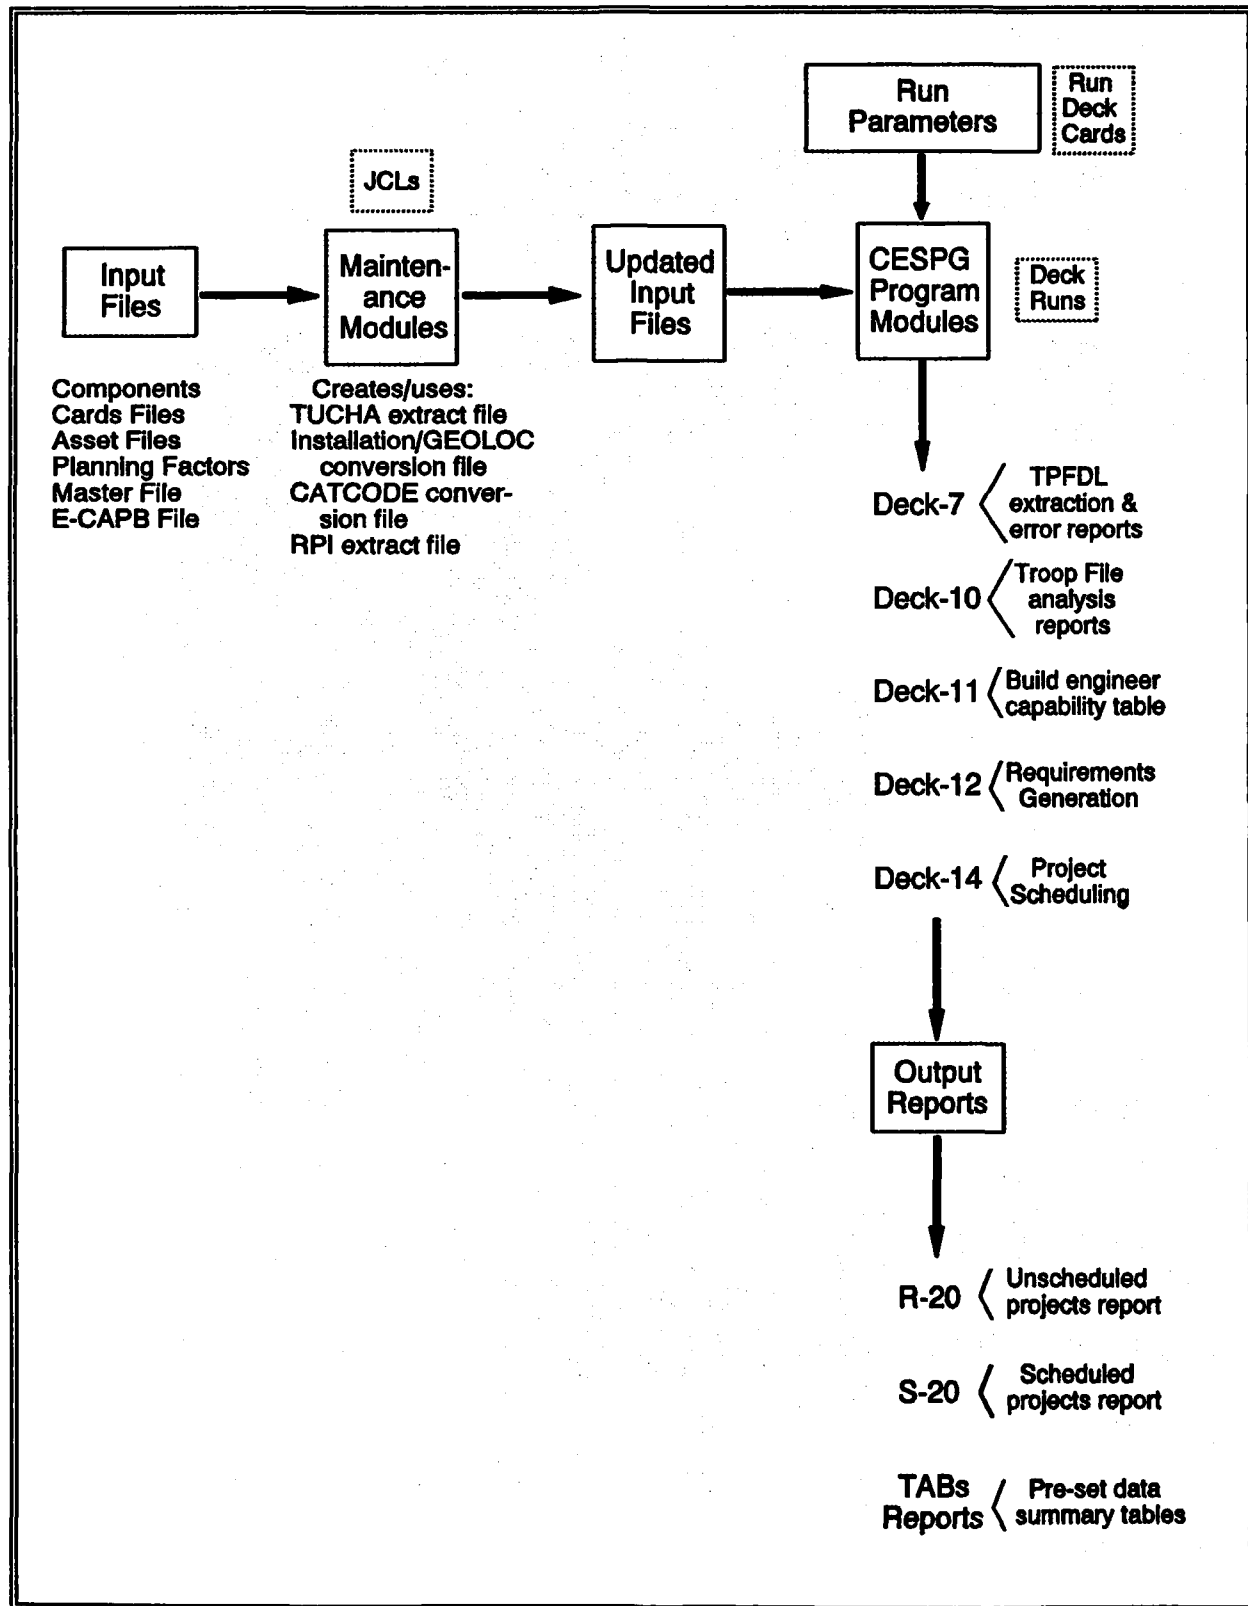 Run
Parameters
Run
Deck
Cards
JCLs
Input
Files
Mainten-
ance
Modules
Updated
Input
Files
CESPG
Program
Modules
Deck
Runs
Components
Cards Files
Asset Files
Planning Factors
Master File
E-CAPB File
Creates/uses:
TUCHA extract file
Installation/GEOLOC
conversion file
CATCODE conver-
sion file
RPI extract file
Deck-7
TPFDL
extraction &
error reports
Deck-10
Troop File
analysis
reports
Deck-11
Build engineer
capability table
Deck-12
Requirements
Generation
Deck-14
Project
Scheduling
Output
Reports
R-20
Unscheduled
projects report
S-20
Scheduled
projects report
TABs
Reports
Pre-set data
summary tables